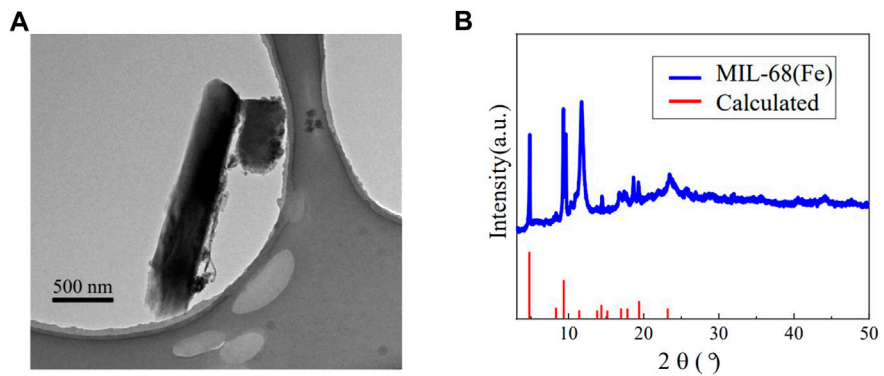 A
500 nm
B
MIL-68(Fe)
Calculated
Intensity(a.u.)
10
20
30
40
50
2 θ (°)